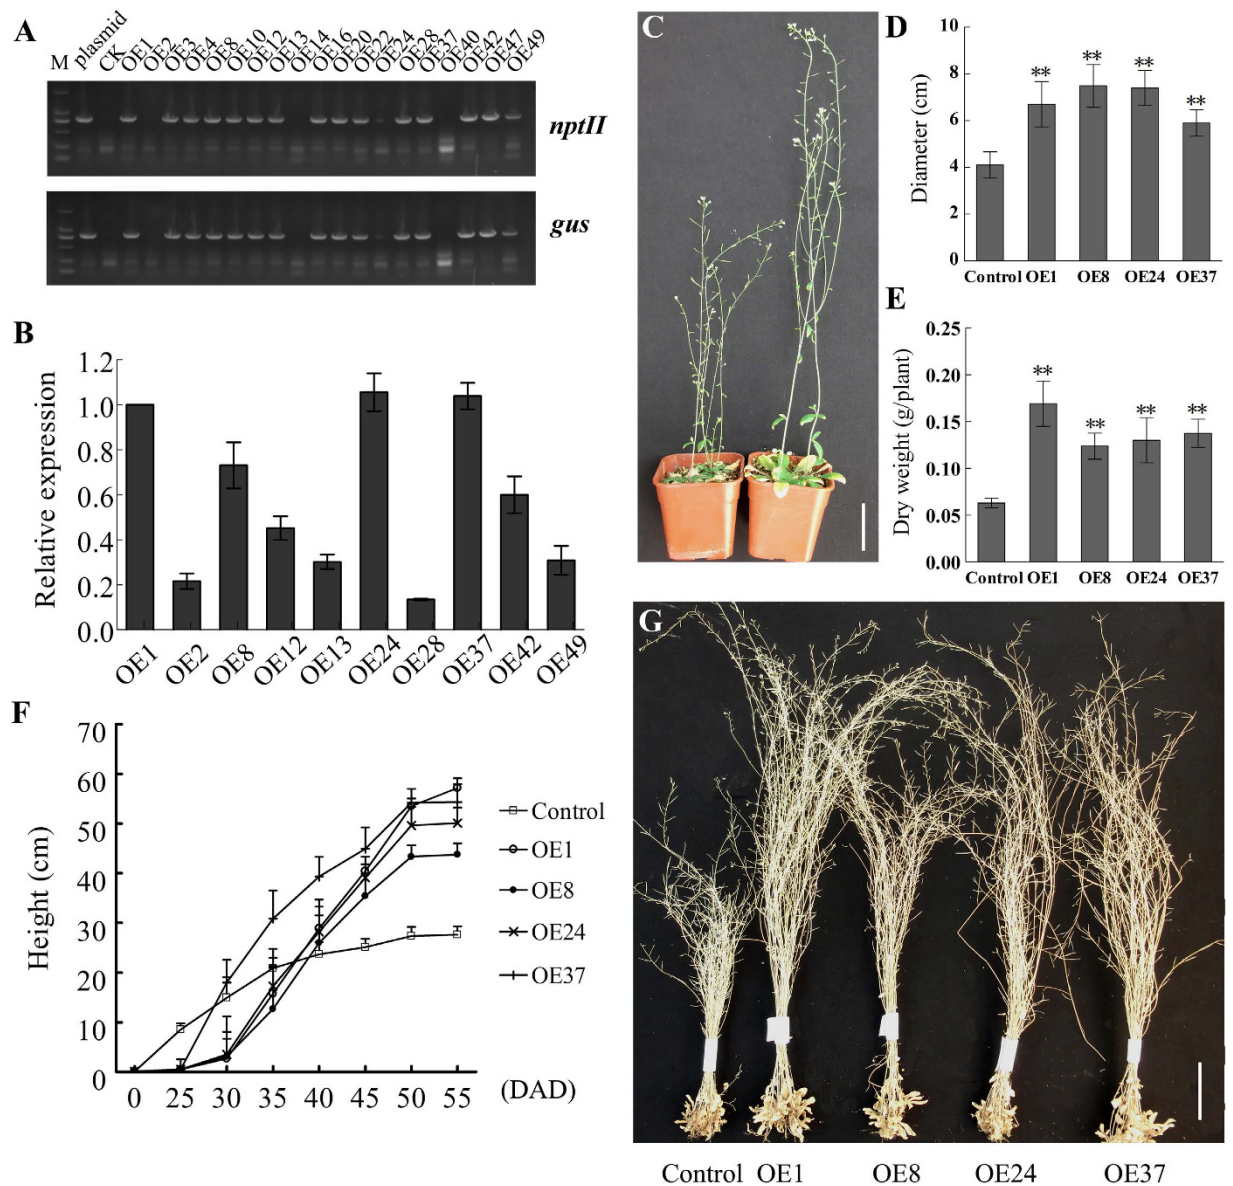 A
M plasmid CK OE1 OE2 OE3 OE4 OE8 OE10 OE12 OE13 OE14 OE16 OE20 OE22 OE24 OE28 OE37 OE40 OE42 OE47 OE49
nptII
gus
B
Relative expression
1.2
1.0
0.8
0.6
0.4
0.2
0.0
OE1 OE2 OE8 OE12 OE13 OE24 OE28 OE37 OE42 OE49
C
D
Diameter (cm)
10
8
6
4
2
0
** ** ** **
Control OE1 OE8 OE24 OE37
E
Dry weight (g/plant)
0.25
0.20
0.15
0.10
0.05
0.00
** ** ** **
Control OE1 OE8 OE24 OE37
F
Height (cm)
70
60
50
40
30
20
10
0
0 25 30 35 40 45 50 55 (DAD)
Control
OE1
OE8
OE24
OE37
G
Control OE1 OE8 OE24 OE37